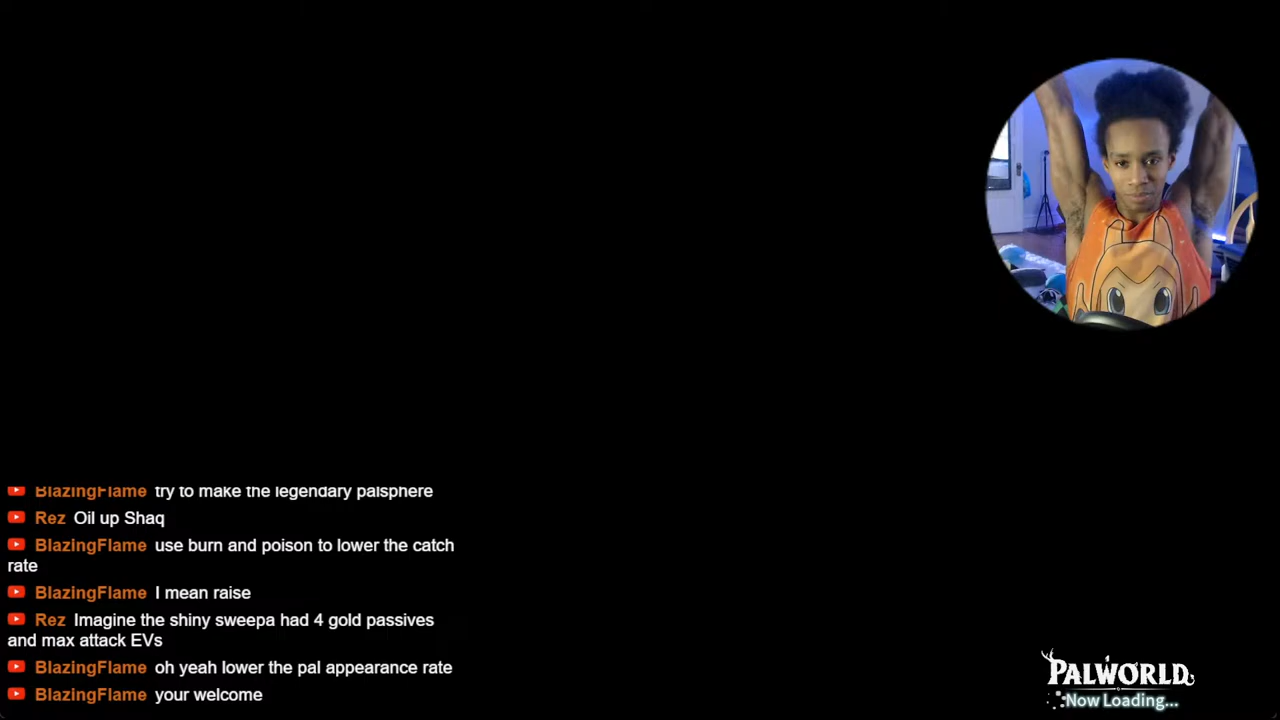 BlazingFlame try to make the legendary palsphere
Rez Oil up Shaq
BlazingFlame use burn and poison to lower the catch
rate
BlazingFlame I mean raise
Rez Imagine the shiny sweepa had 4 gold passives
and max attack EVs
BlazingFlame oh yeah lower the pal appearance rate
BlazingFlame your welcome
PALWORLD
Now Loading...